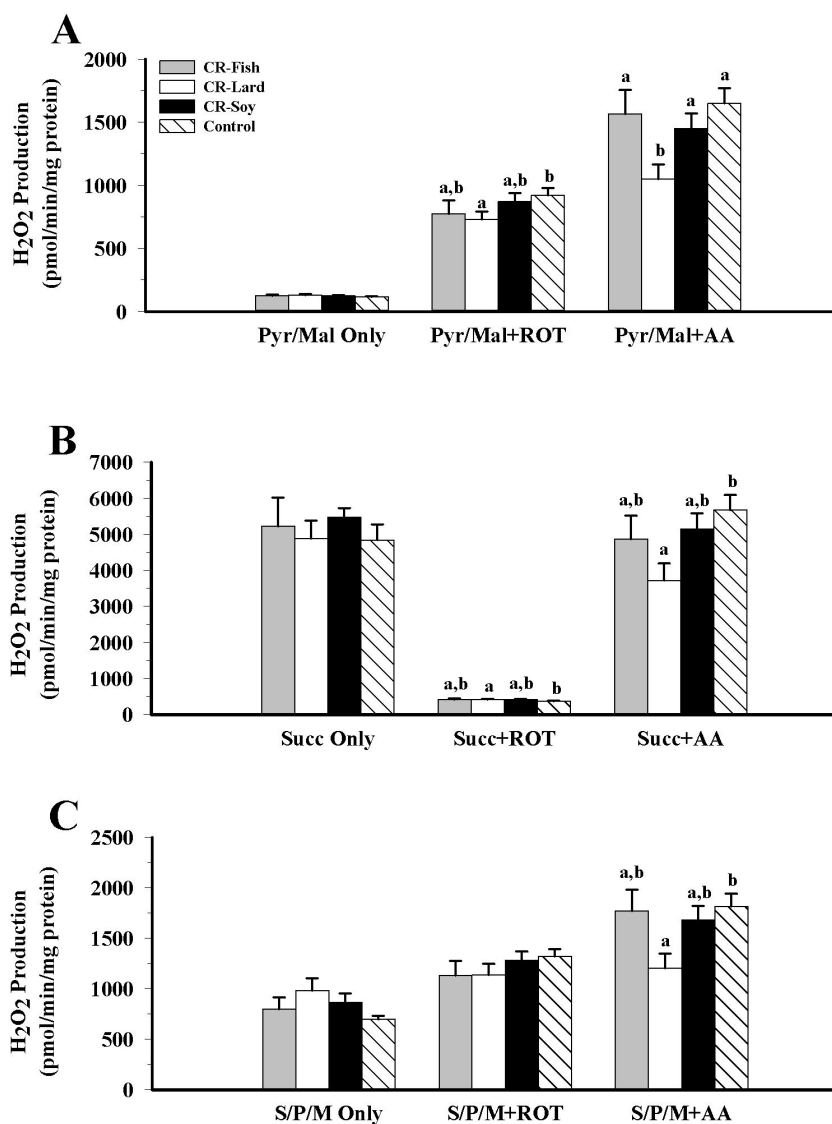 A
H2O2 Production
(pmol/min/mg protein)
2000
1500
1000
500
0
CR-Fish
CR-Lard
CR-Soy
Control
a,b
a
a,b
b
a
b
a
a
Pyr/Mal Only
Pyr/Mal+ROT
Pyr/Mal+AA
B
H2O2 Production
(pmol/min/mg protein)
7000
6000
5000
4000
3000
2000
1000
0
a,b
a
a,b
b
a,b
a
a,b
b
Succ Only
Succ+ROT
Succ+AA
C
H2O2 Production
(pmol/min/mg protein)
2500
2000
1500
1000
500
0
a,b
a
a,b
b
S/P/M Only
S/P/M+ROT
S/P/M+AA